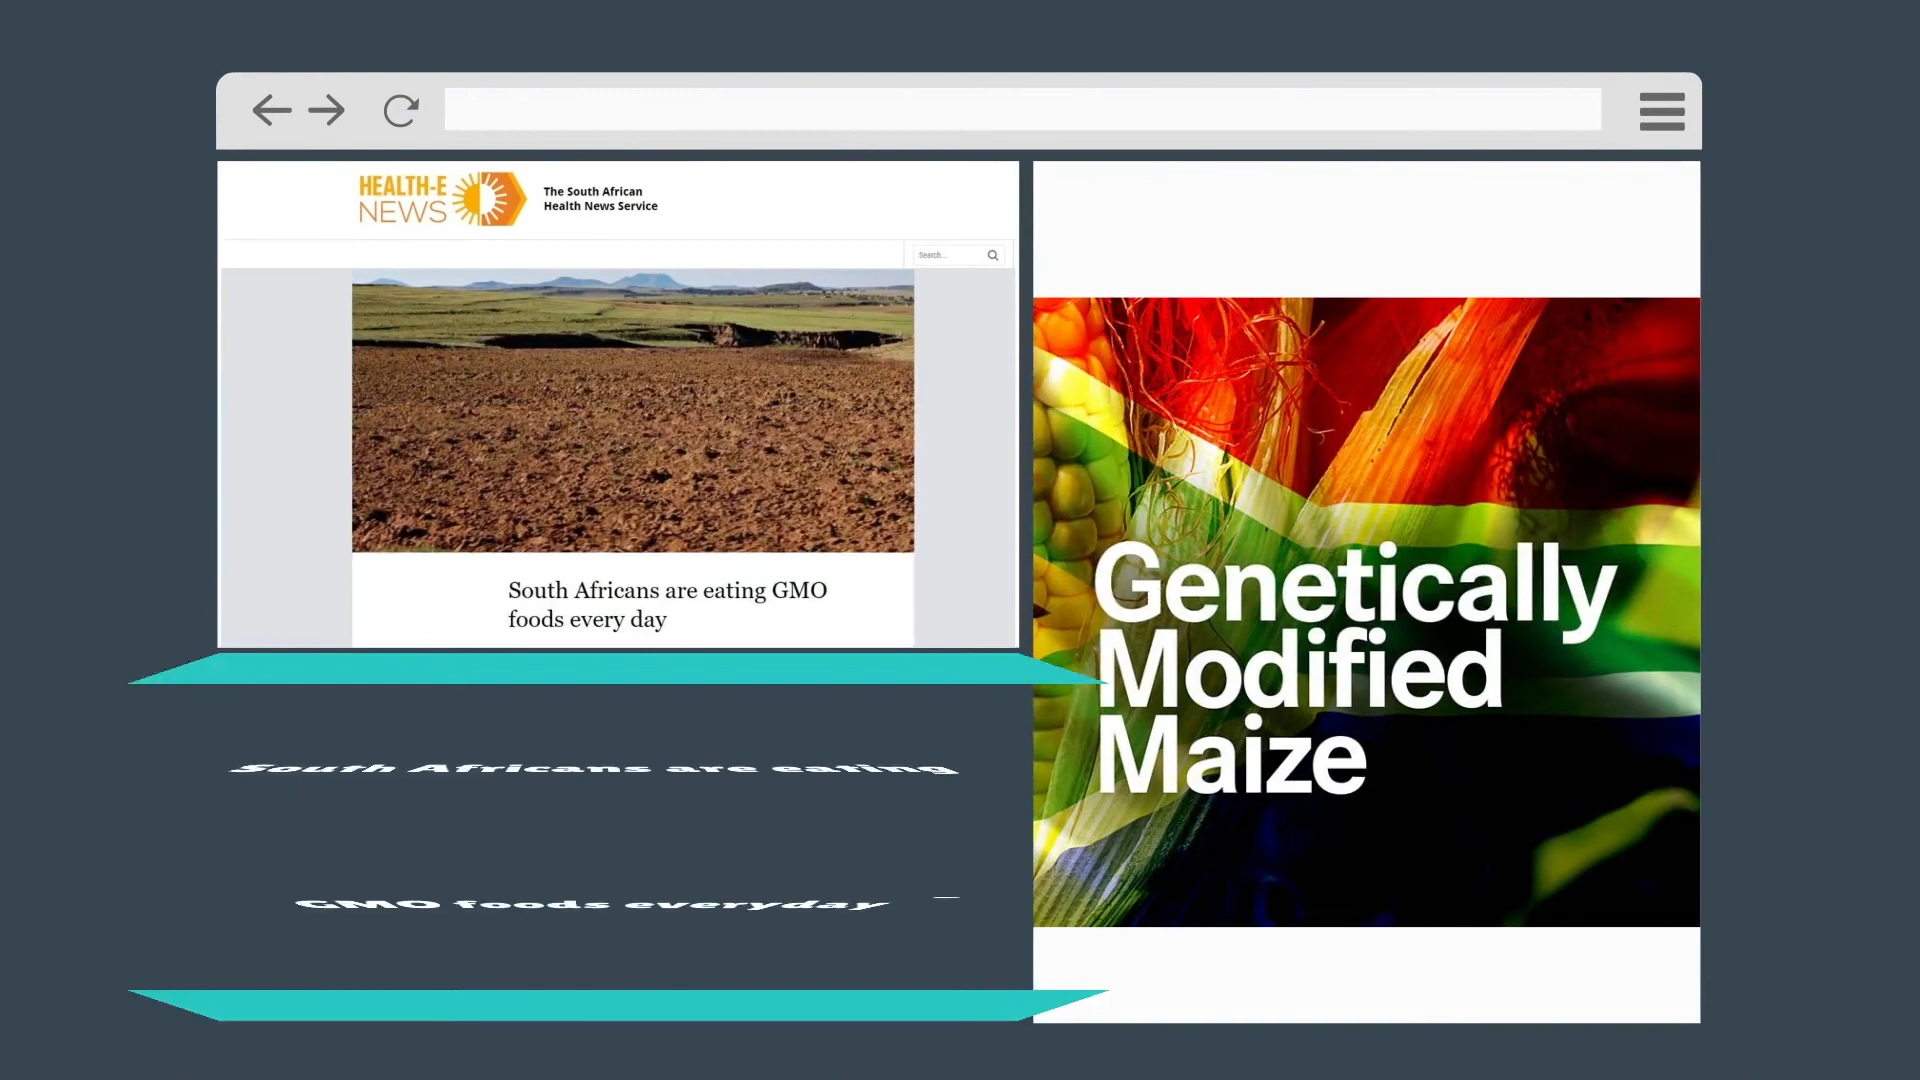 HEALTH-E
NEWS
The South African
Health News Service
Search...
South Africans are eating GMO
foods every day
South Africans are eating
GMO foods everyday
Genetically
Modified
Maize